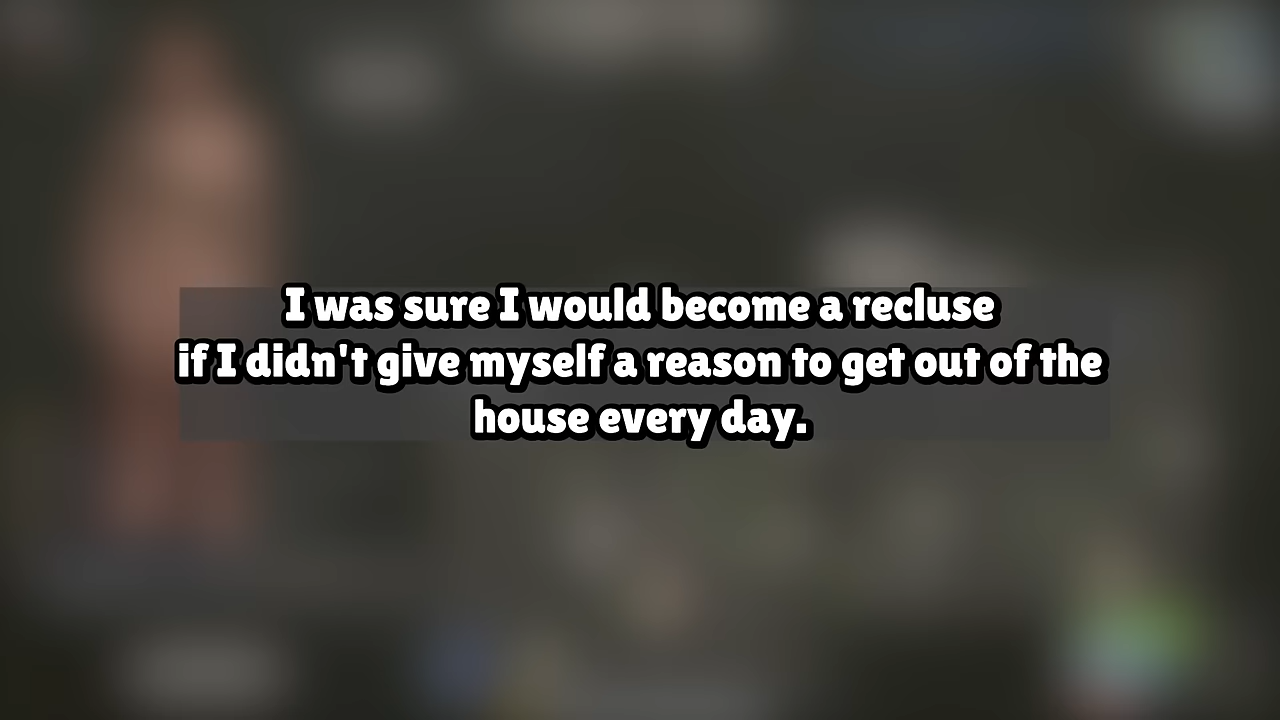 I was sure I would become a recluse
if I didn't give myself a reason to get out of the
house every day.